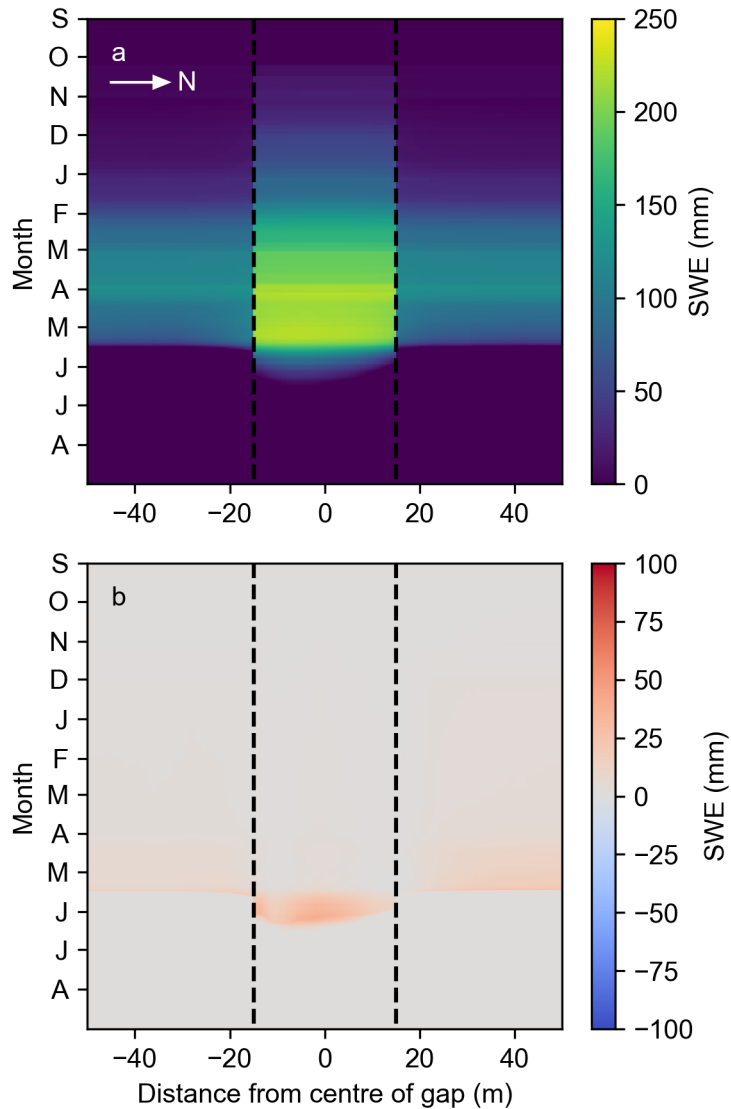 a
N
S
O
N
D
J
F
M
A
M
J
J
A
Month
−40 −20 0 20 40
250
200
150
100
50
0
SWE (mm)
b
S
O
N
D
J
F
M
A
M
J
J
A
Month
−40 −20 0 20 40
Distance from centre of gap (m)
100
75
50
25
0
−25
−50
−75
−100
SWE (mm)